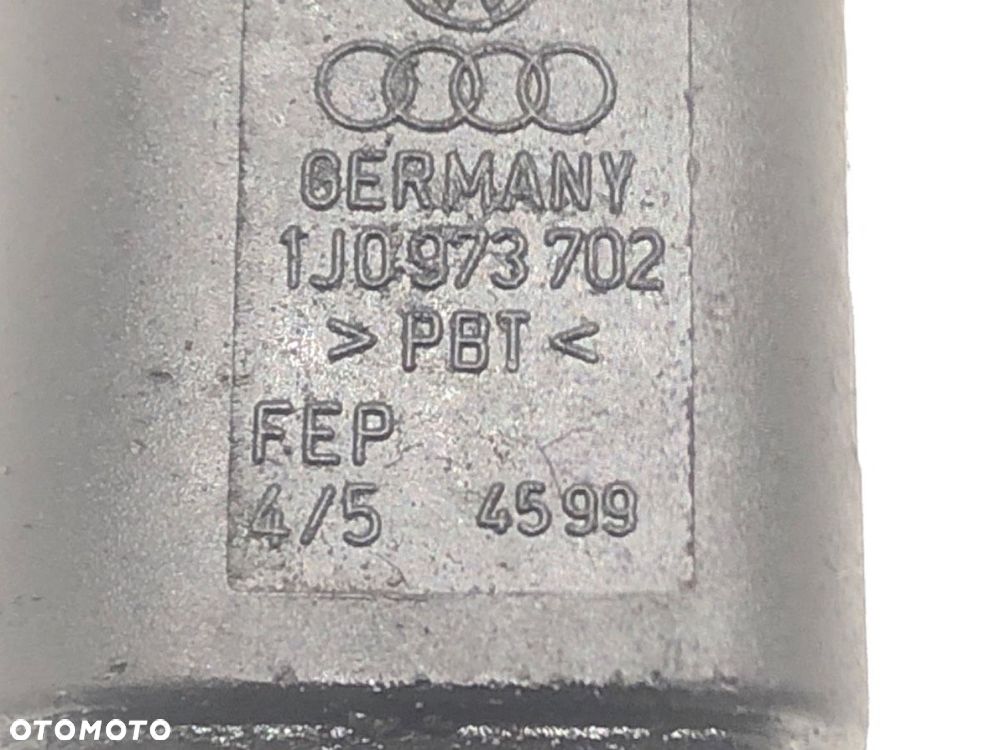 GERMANY
1J0 973 702
> PBT <
FEP
4/5 4599
OTOMOTO